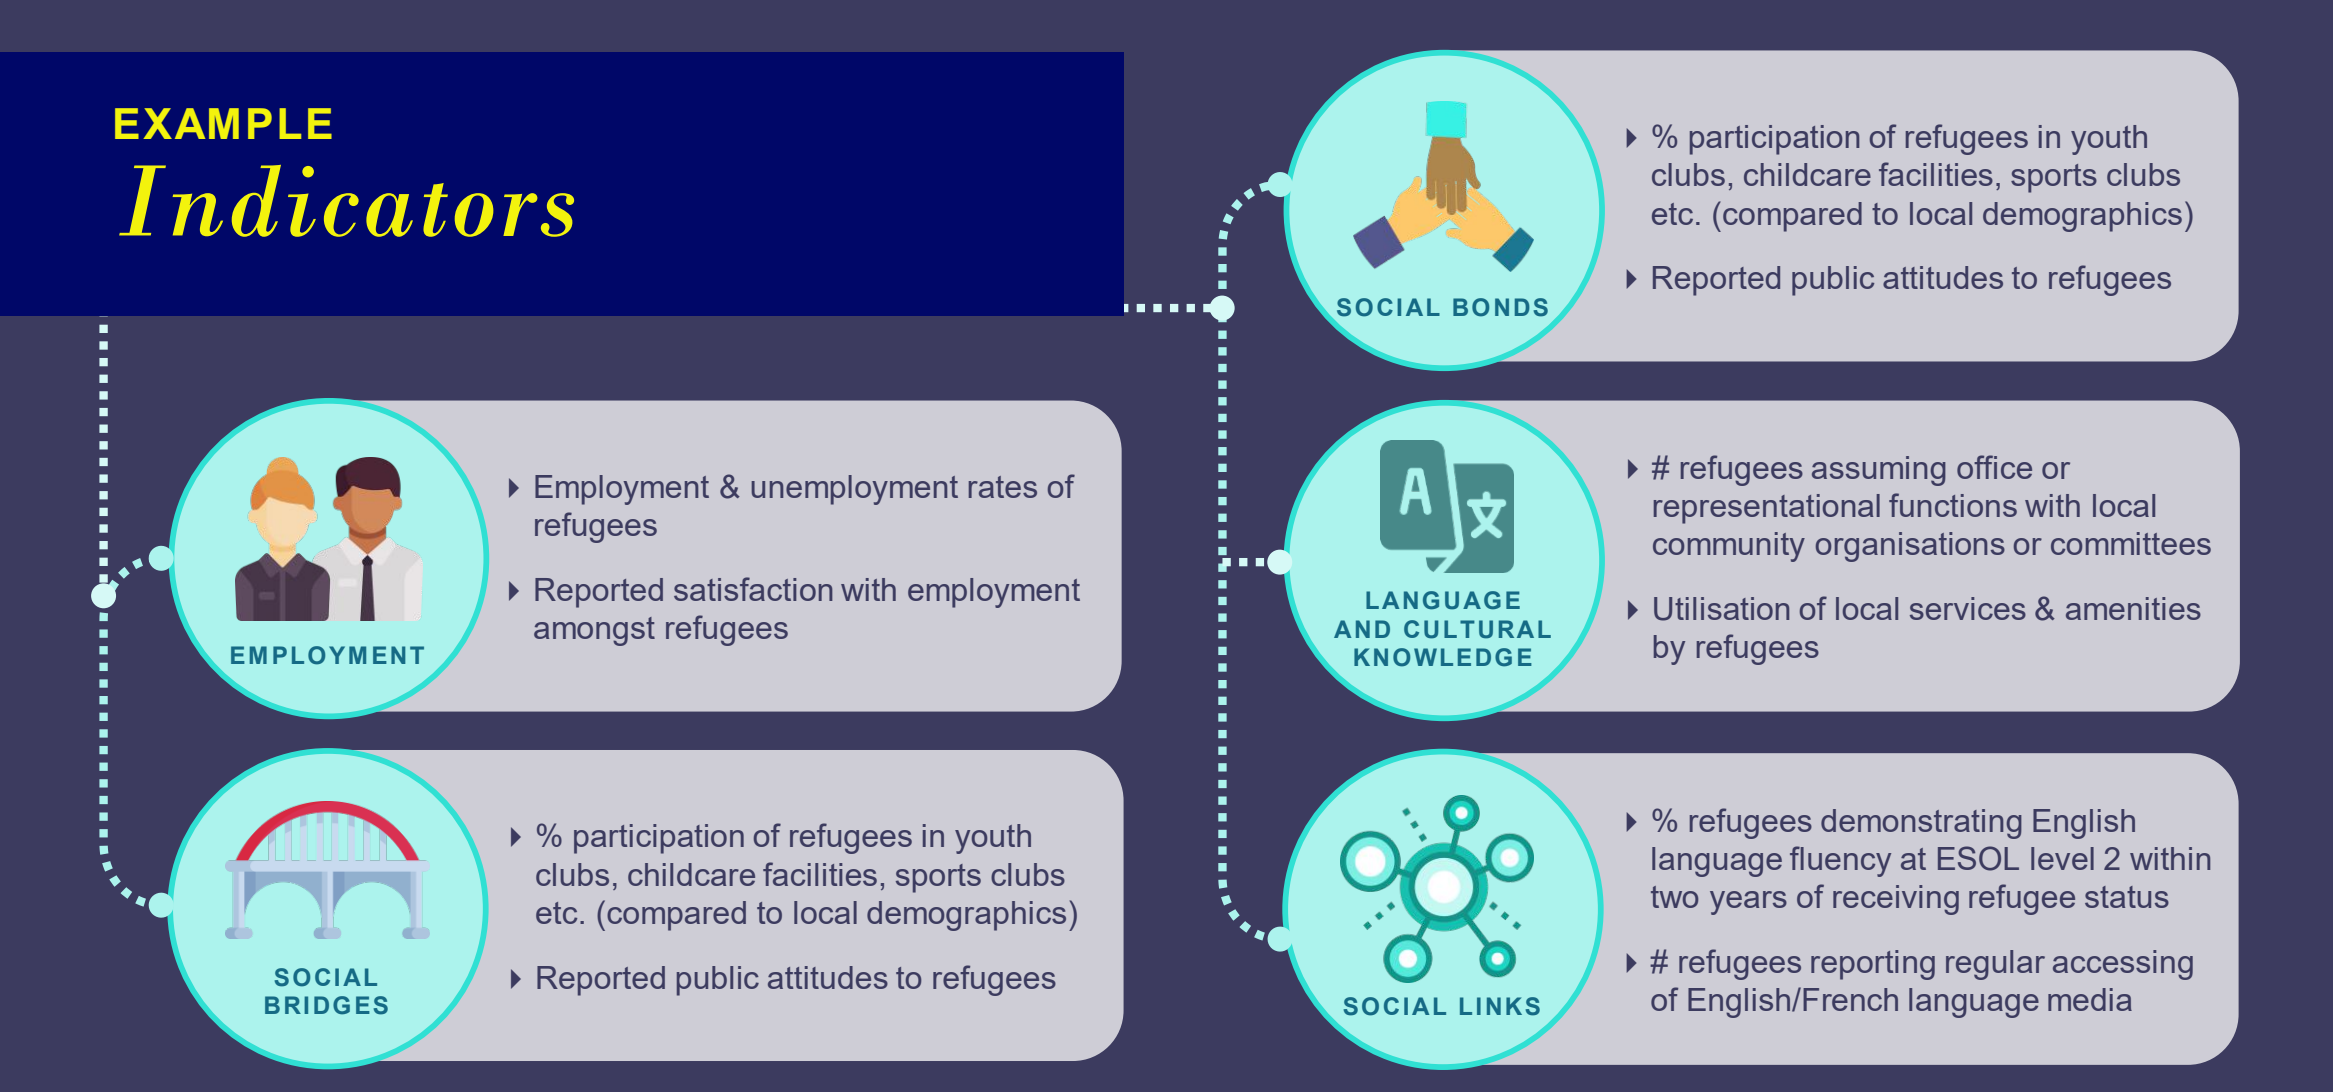 EXAMPLE
Indicators
EMPLOYMENT
Employment & unemployment rates of
refugees
Reported satisfaction with employment
amongst refugees
SOCIAL
BRIDGES
% participation of refugees in youth
clubs, childcare facilities, sports clubs
etc. (compared to local demographics)
Reported public attitudes to refugees
SOCIAL BONDS
% participation of refugees in youth
clubs, childcare facilities, sports clubs
etc. (compared to local demographics)
Reported public attitudes to refugees
A
文
LANGUAGE
AND CULTURAL
KNOWLEDGE
# refugees assuming office or
representational functions with local
community organisations or committees
Utilisation of local services & amenities
by refugees
SOCIAL LINKS
% refugees demonstrating English
language fluency at ESOL level 2 within
two years of receiving refugee status
# refugees reporting regular accessing
of English/French language media